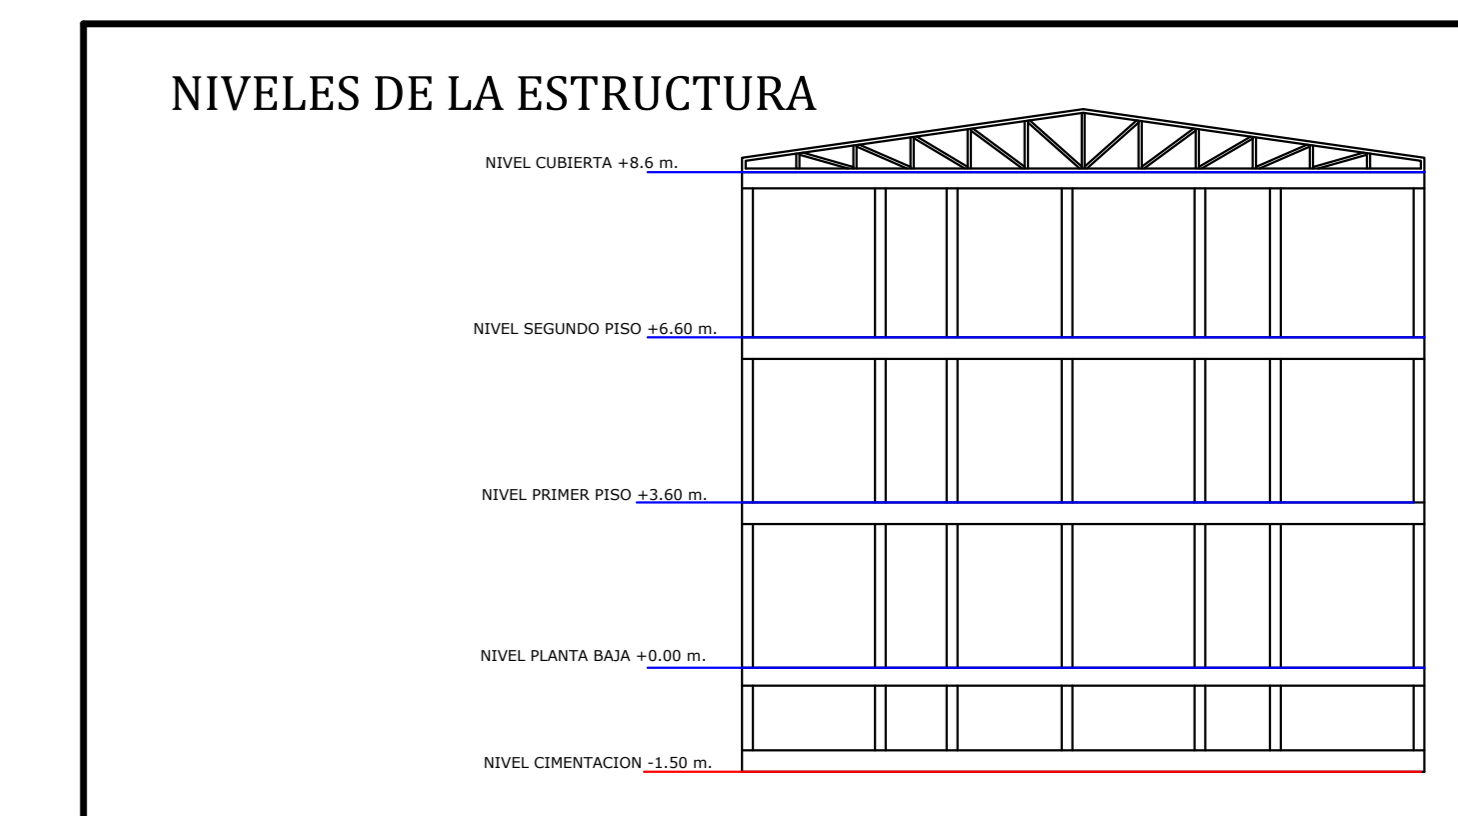 NIVELES DE LA ESTRUCTURA
NIVEL CUBIERTA +8.6 m.
NIVEL SEGUNDO PISO +6.60 m.
NIVEL PRIMER PISO +3.60 m.
NIVEL PLANTA BAJA +0.00 m.
NIVEL CIMENTACION -1.50 m.